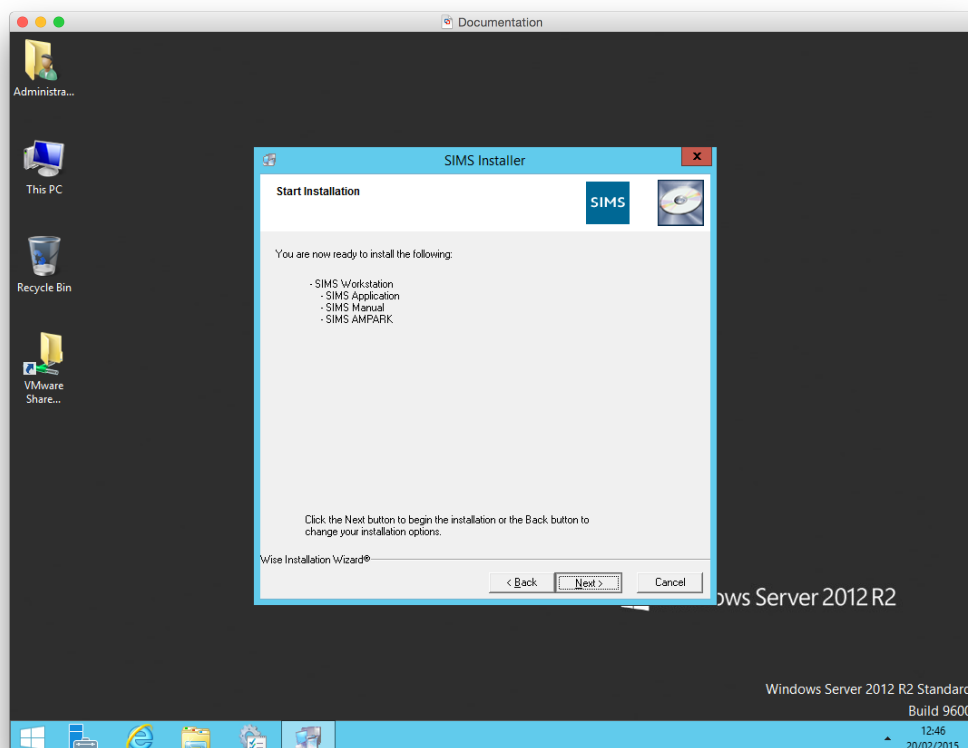 Documentation
Administra...
This PC
Recycle Bin
VMware
Share...
SIMS Installer
Start Installation
SIMS
You are now ready to install the following:
- SIMS Workstation
- SIMS Application
- SIMS Manual
- SIMS AMPARK
Click the Next button to begin the installation or the Back button to
change your installation options.
Wise Installation Wizard®
< Back
Next >
Cancel
ows Server 2012 R2
Windows Server 2012 R2 Standard
Build 9600
12:46
20/02/2015